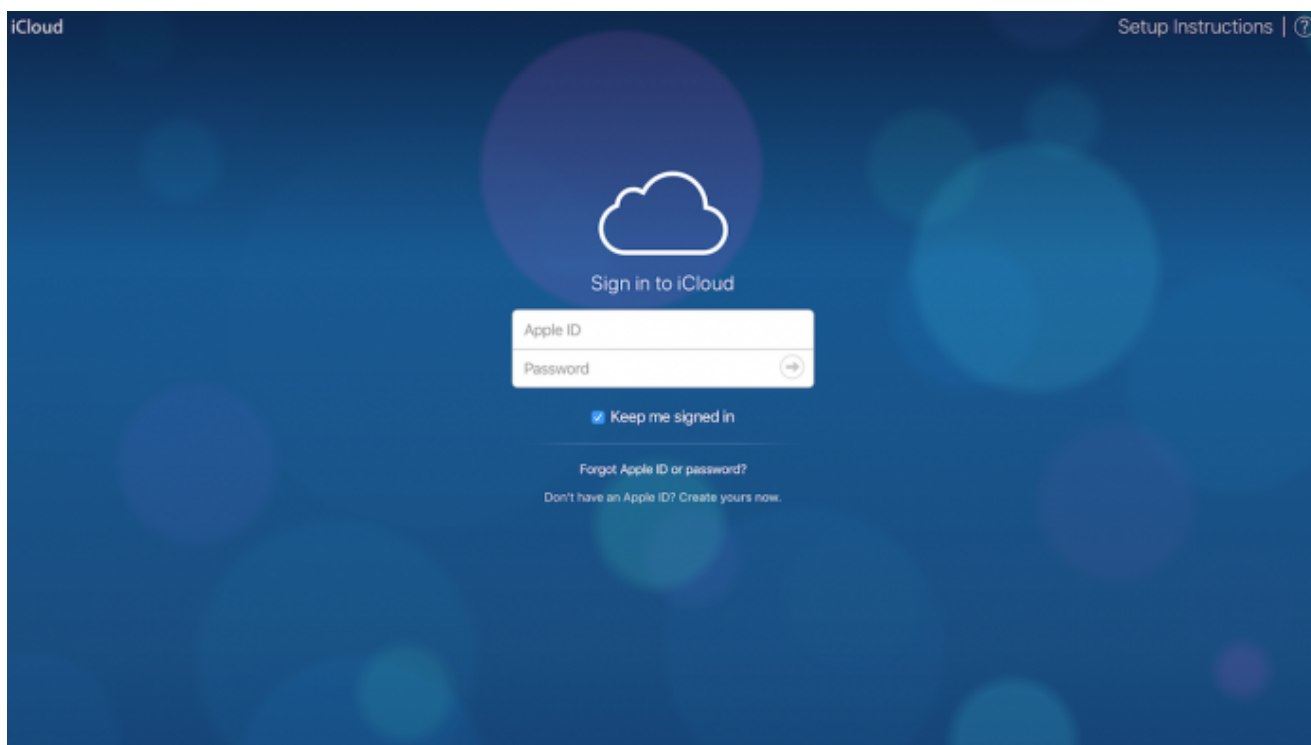 iCloud
Setup Instructions | ?
Sign in to iCloud
Apple ID
Password
Keep me signed in
Forgot Apple ID or password?
Don't have an Apple ID? Create yours now.